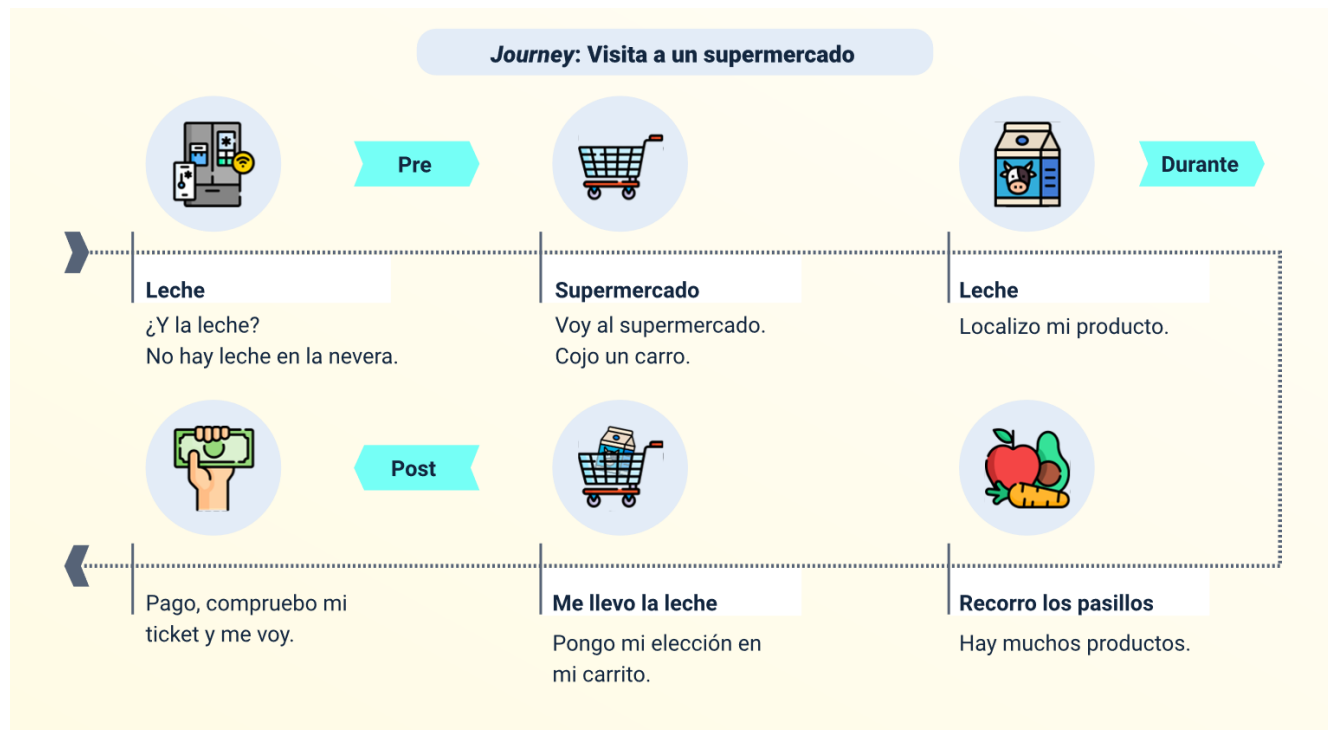 Journey: Visita a un supermercado
Pre
Durante
Leche
¿Y la leche?
No hay leche en la nevera.
Supermercado
Voy al supermercado.
Cojo un carro.
Leche
Localizo mi producto.
Post
Pago, compruebo mi
ticket y me voy.
Me llevo la leche
Pongo mi elección en
mi carrito.
Recorro los pasillos
Hay muchos productos.